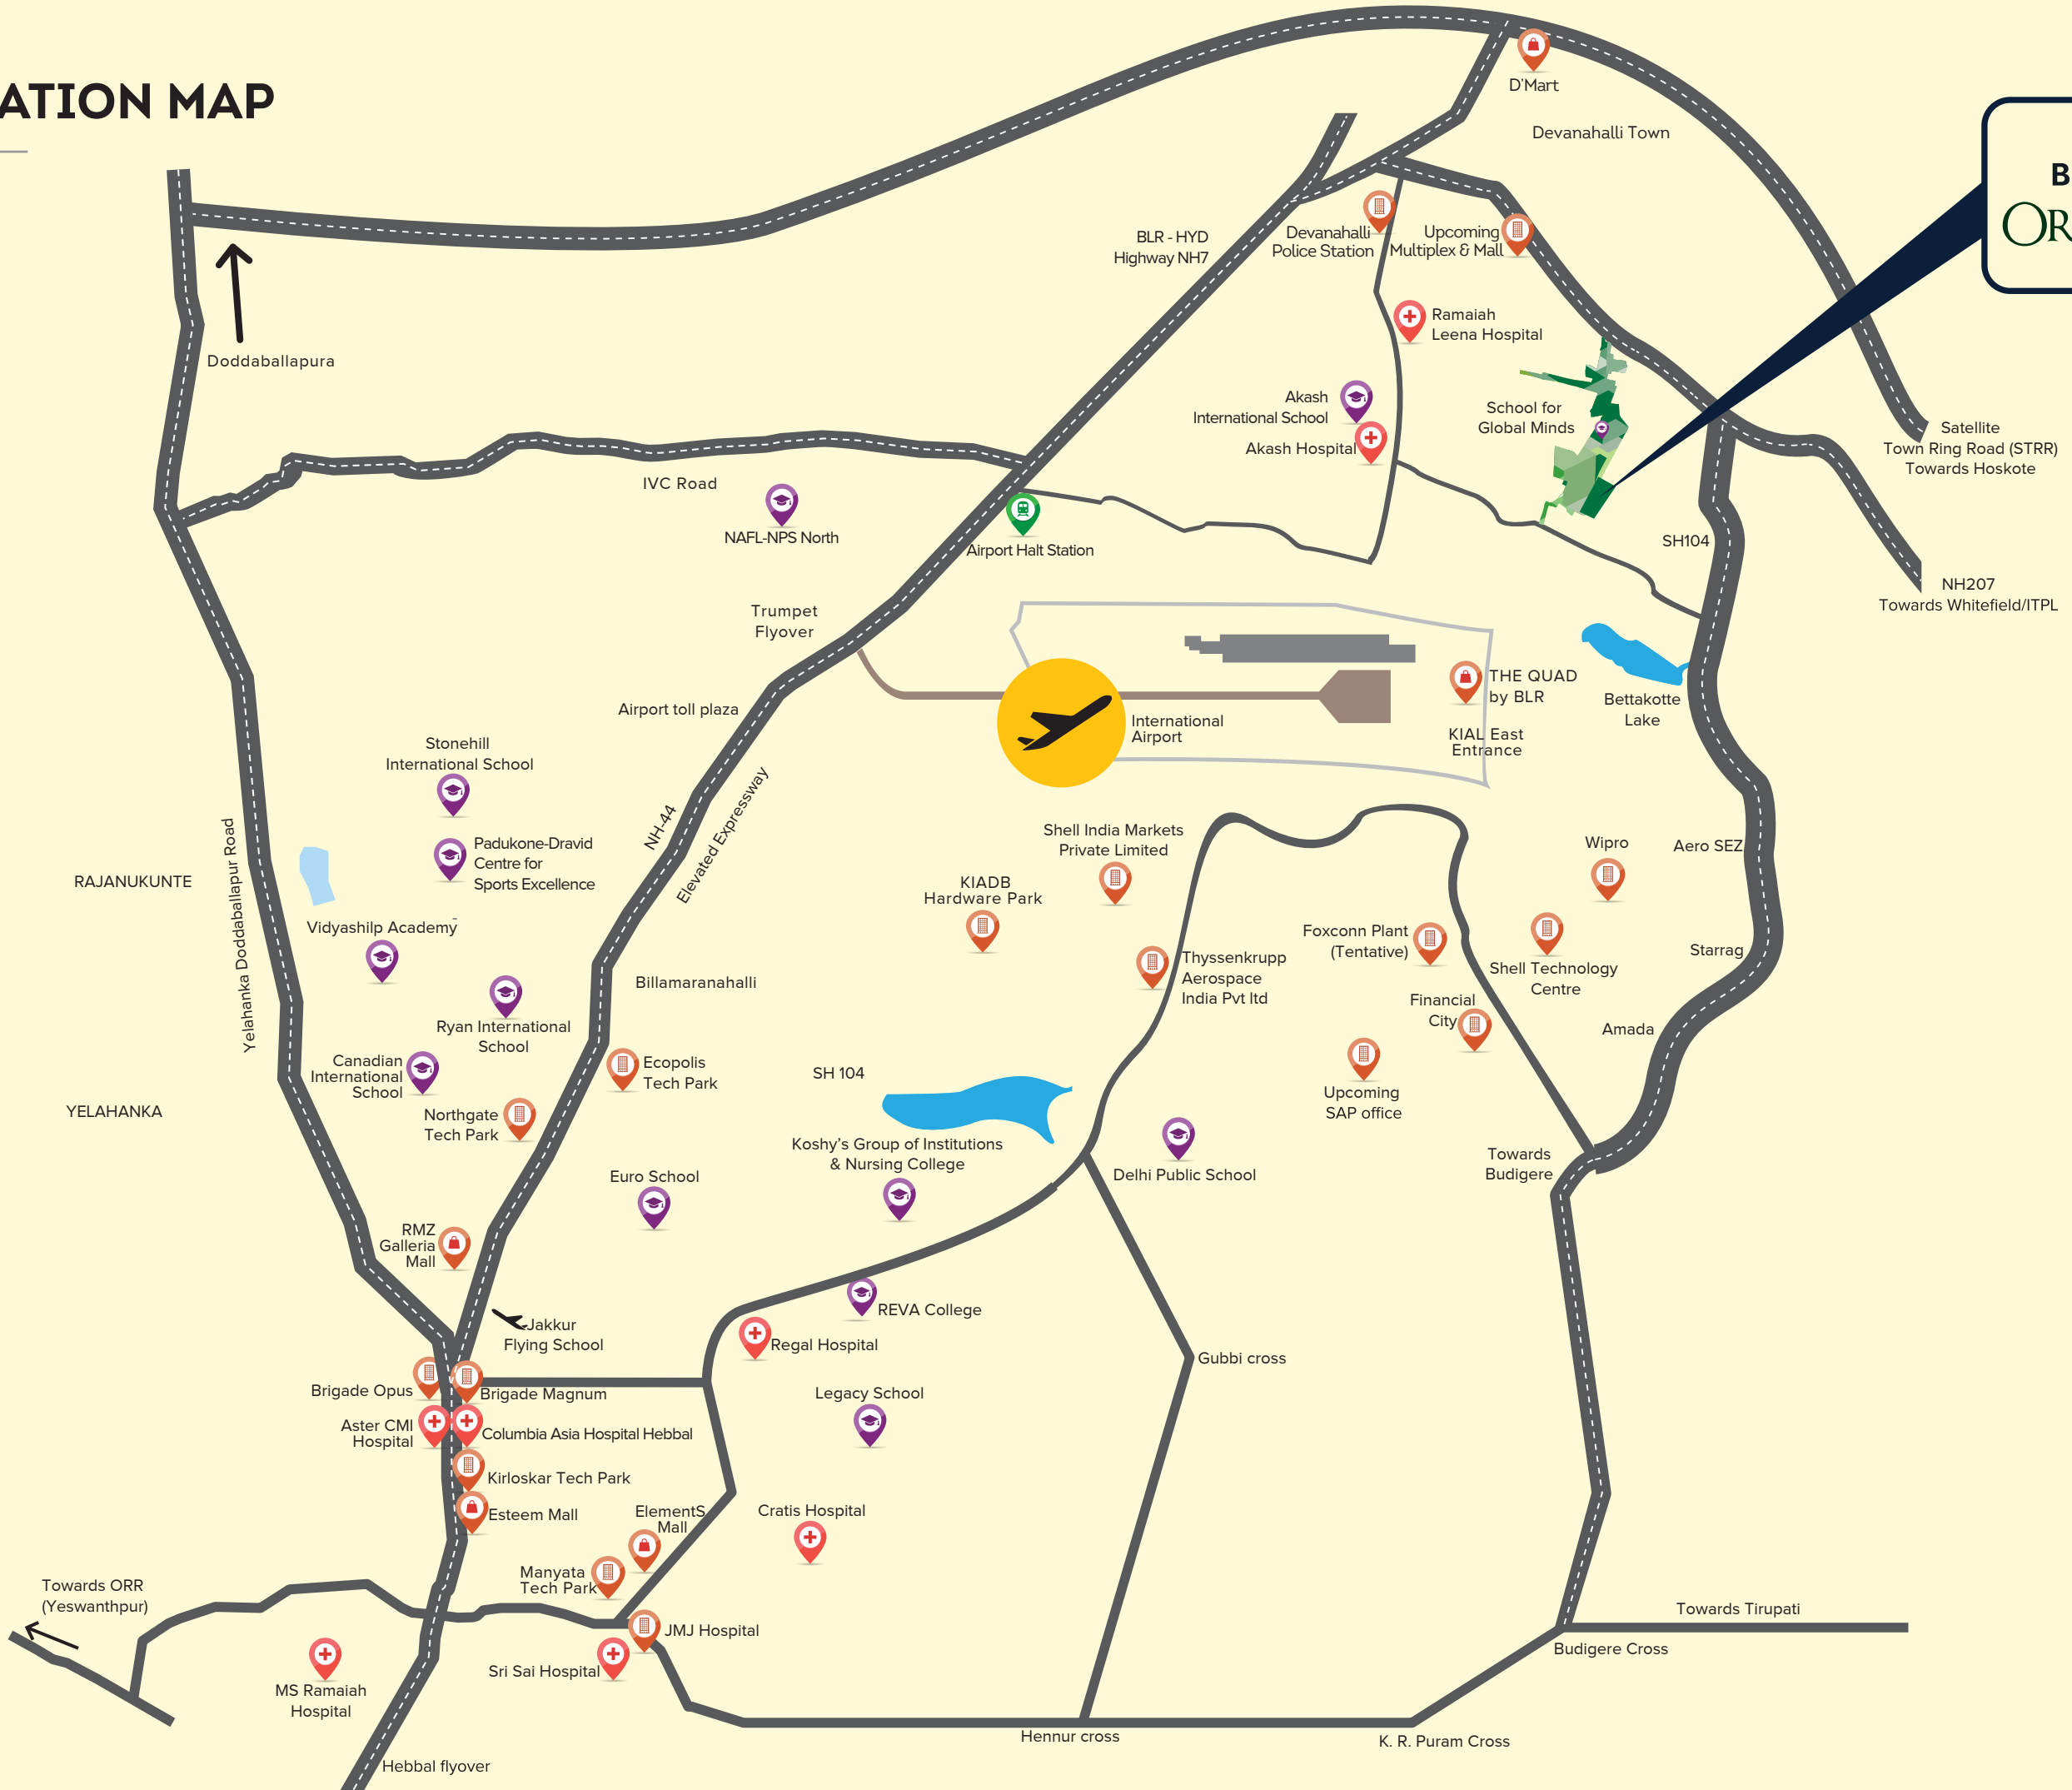 ATION MAP
D'Mart
Devanahalli Town
B
OR
BLR - HYD
Highway NH7
Devanahalli
Police Station
Upcoming
Multiplex & Mall
Ramaiah
Leena Hospital
Doddaballapura
Akash
International School
Akash Hospital
School for
Global Minds
Satellite
Town Ring Road (STRR)
Towards Hoskote
IVC Road
NAFL-NPS North
Airport Halt Station
SH104
NH207
Towards Whitefield/ITPL
Trumpet
Flyover
Airport toll plaza
International
Airport
THE QUAD
by BLR
KIAL East
Entrance
Bettakotte
Lake
Stonehill
International School
NH-44
Elevated Expressway
Padukone-Dravid
Centre for
Sports Excellence
RAJANUKUNTE
Yelahanka Doddaballapur Road
Vidyashilp Academy
Shell India Markets
Private Limited
KIADB
Hardware Park
Wipro
Aero SEZ
Foxconn Plant
(Tentative)
Thyssenkrupp
Aerospace
India Pvt ltd
Starrag
Shell Technology
Centre
Billamaranahalli
Financial
City
Amada
Ryan International
School
Canadian
International
School
Ecopolis
Tech Park
SH 104
Upcoming
SAP office
YELAHANKA
Northgate
Tech Park
Koshy's Group of Institutions
& Nursing College
Delhi Public School
Towards
Budigere
Euro School
RMZ
Galleria
Mall
REVA College
Jakkur
Flying School
Regal Hospital
Gubbi cross
Brigade Opus
Brigade Magnum
Legacy School
Aster CMI
Hospital
Columbia Asia Hospital Hebbal
Kirloskar Tech Park
Esteem Mall
ElementS
Mall
Cratis Hospital
Manyata
Tech Park
Towards ORR
(Yeswanthpur)
Towards Tirupati
JMJ Hospital
Budigere Cross
Sri Sai Hospital
MS Ramaiah
Hospital
Hennur cross
K. R. Puram Cross
Hebbal flyover